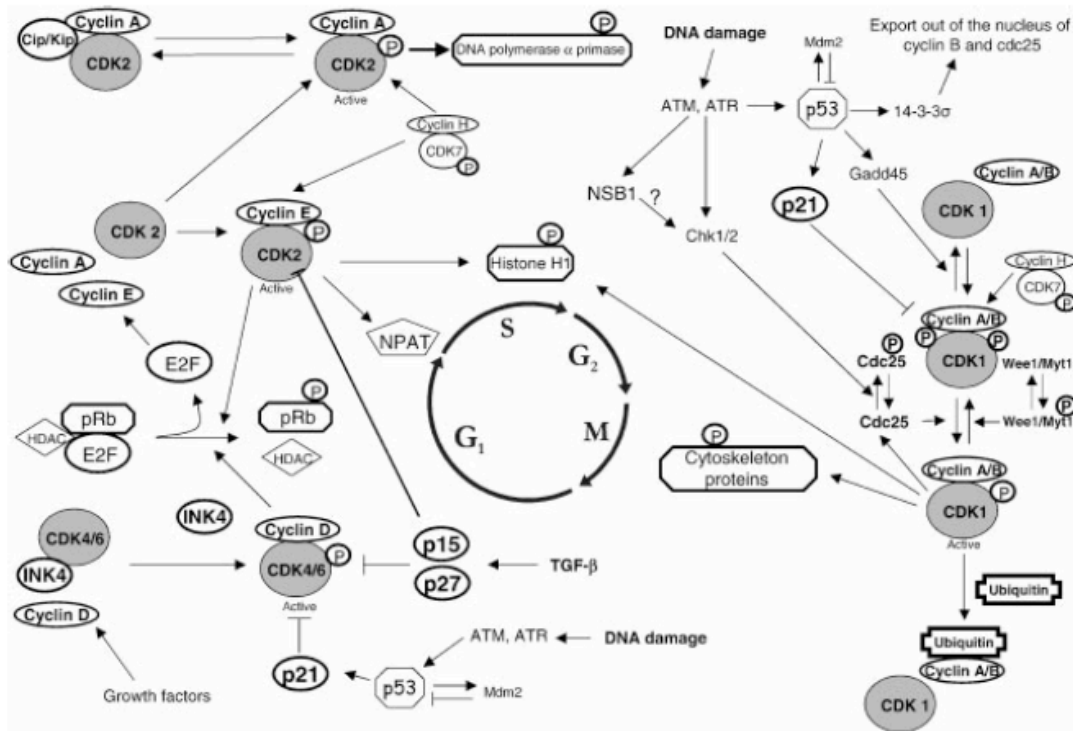 Cyclin A
Cip/Kip
CDK2
Cyclin A
P
CDK2
Active
P
DNA polymerase α primase
Cyclin H
CDK7
P
DNA damage
ATM, ATR
Mdm2
p53
14-3-3σ
Export out of the nucleus of
cyclin B and cdc25
NSB1
?
Chk1/2
p21
Gadd45
Cyclin A/B
CDK 1
CDK 2
Cyclin A
Cyclin E
Cyclin E
P
CDK2
Active
P
Histone H1
NPAT
E2F
pRb
HDAC
E2F
P
pRb
HDAC
S
G2
M
G1
Cyclin H
CDK7
P
Cyclin A/B
P
P
CDK1
P
Cdc25
Cdc25
Wee1/Myt1
P
Wee1/Myt1
P
Cytoskeleton
proteins
Cyclin A/B
P
CDK1
Active
Ubiquitin
Ubiquitin
Cyclin A/B
CDK 1
INK4
CDK4/6
INK4
Cyclin D
Growth factors
Cyclin D
P
CDK4/6
Active
p15
p27
TGF-β
p21
ATM, ATR
DNA damage
p53
Mdm2